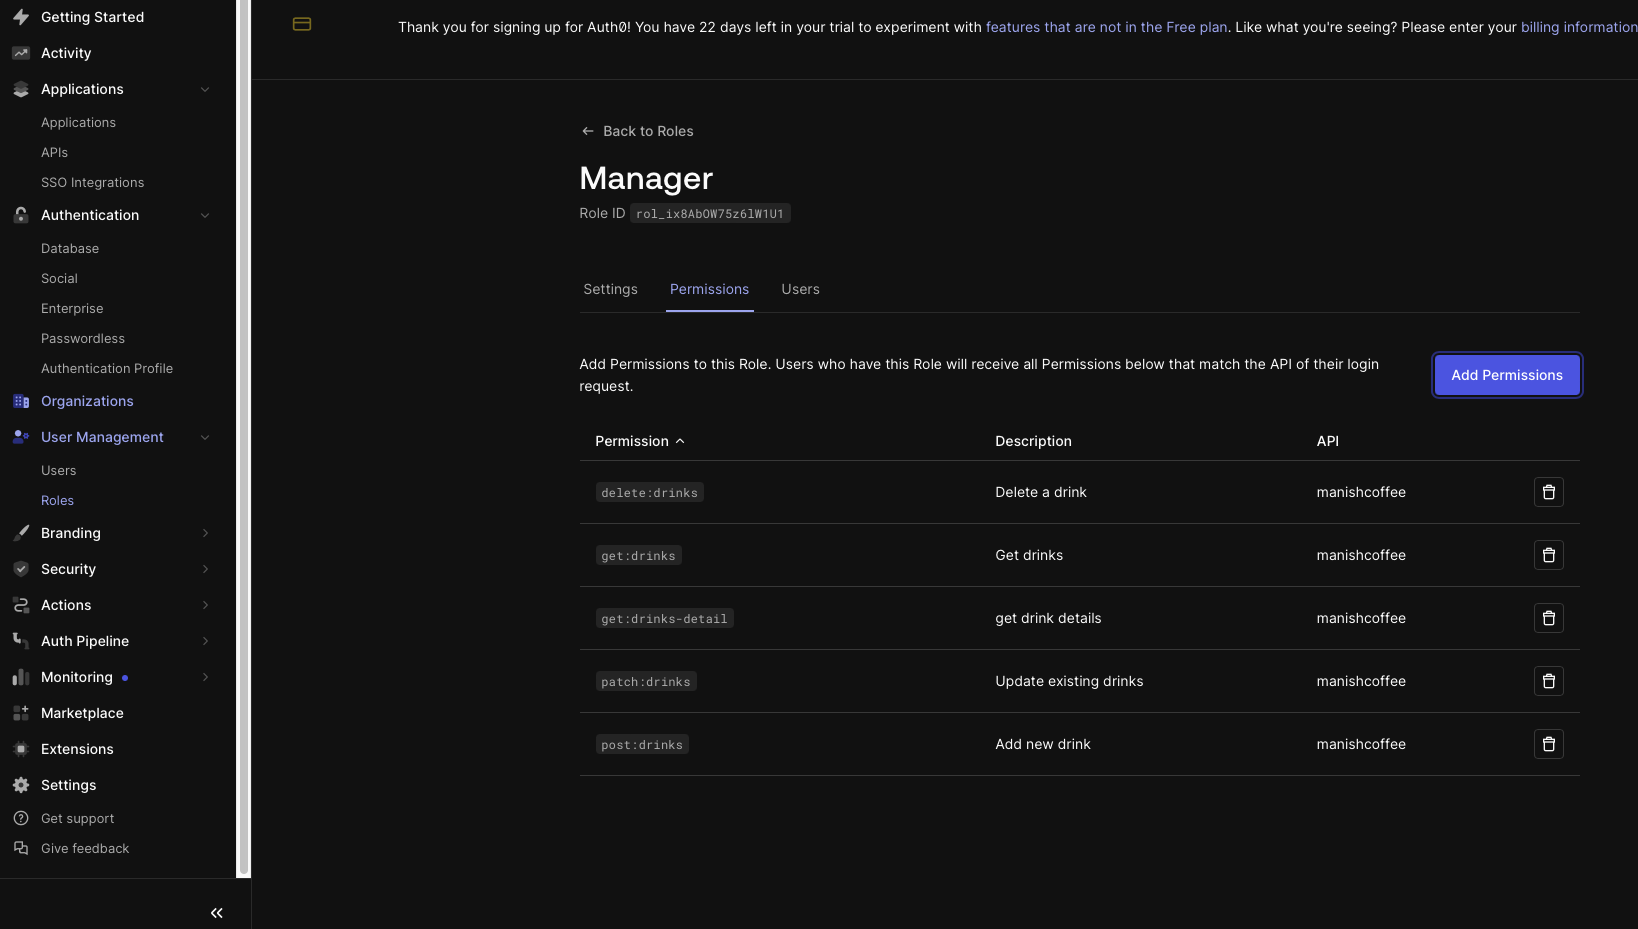 Getting Started
Activity
Applications
Applications
APIs
SSO Integrations
Authentication
Database
Social
Enterprise
Passwordless
Authentication Profile
Organizations
User Management
Users
Roles
Branding
Security
Actions
Auth Pipeline
Monitoring
Marketplace
Extensions
Settings
Get support
Give feedback
Thank you for signing up for Auth0! You have 22 days left in your trial to experiment with features that are not in the Free plan. Like what you're seeing? Please enter your billing information
← Back to Roles
Manager
Role ID rol_ix8AbOW75z6lW1U1
Settings Permissions Users
Add Permissions to this Role. Users who have this Role will receive all Permissions below that match the API of their login
request.
Add Permissions
Permission Description API
delete:drinks Delete a drink manishcoffee
get:drinks Get drinks manishcoffee
get:drinks-detail get drink details manishcoffee
patch:drinks Update existing drinks manishcoffee
post:drinks Add new drink manishcoffee